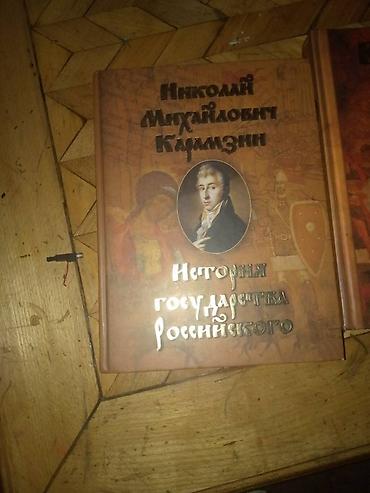 Николай
Михайлович
Карамзин
История
государства
Российского